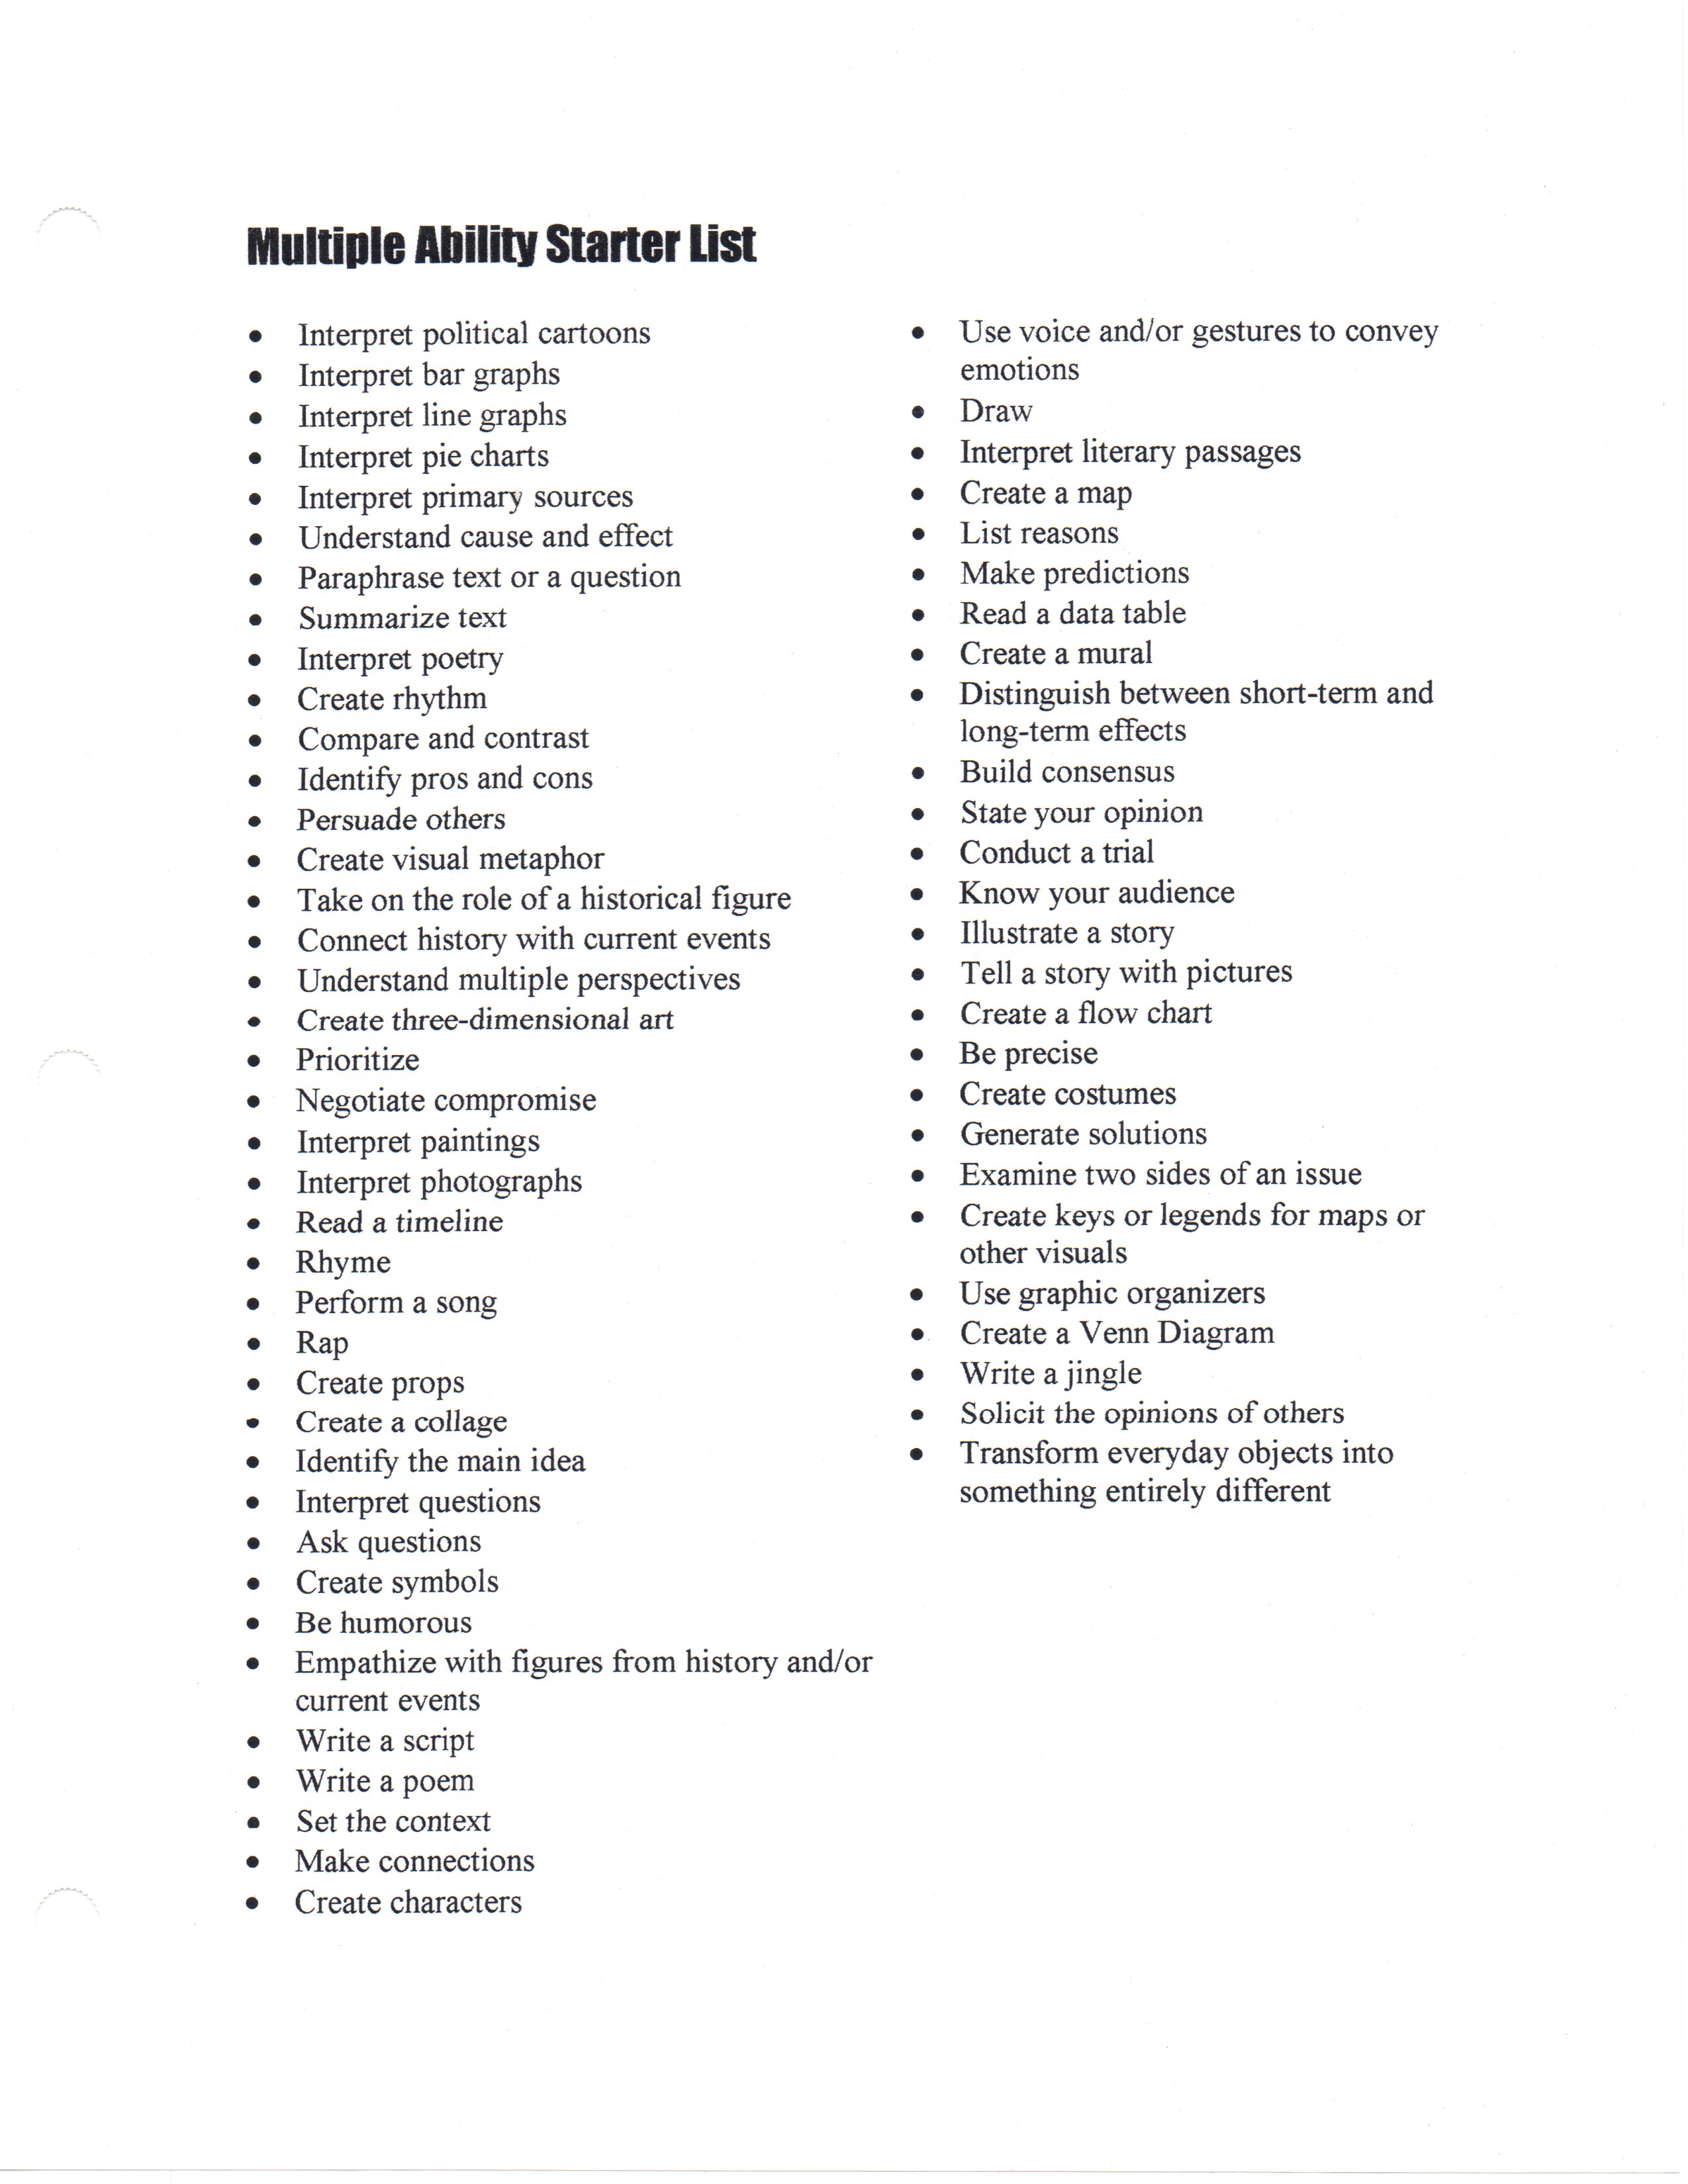 Multiple Ability Starter List
• Interpret political cartoons
• Interpret bar graphs
• Interpret line graphs
• Interpret pie charts
• Interpret primary sources
• Understand cause and effect
• Paraphrase text or a question
• Summarize text
• Interpret poetry
• Create rhythm
• Compare and contrast
• Identify pros and cons
• Persuade others
• Create visual metaphor
• Take on the role of a historical figure
• Connect history with current events
• Understand multiple perspectives
• Create three-dimensional art
• Prioritize
• Negotiate compromise
• Interpret paintings
• Interpret photographs
• Read a timeline
• Rhyme
• Perform a song
• Rap
• Create props
• Create a collage
• Identify the main idea
• Interpret questions
• Ask questions
• Create symbols
• Be humorous
• Empathize with figures from history and/or
current events
• Write a script
• Write a poem
• Set the context
• Make connections
• Create characters
• Use voice and/or gestures to convey
emotions
• Draw
• Interpret literary passages
• Create a map
• List reasons
• Make predictions
• Read a data table
• Create a mural
• Distinguish between short-term and
long-term effects
• Build consensus
• State your opinion
• Conduct a trial
• Know your audience
• Illustrate a story
• Tell a story with pictures
• Create a flow chart
• Be precise
• Create costumes
• Generate solutions
• Examine two sides of an issue
• Create keys or legends for maps or
other visuals
• Use graphic organizers
• Create a Venn Diagram
• Write a jingle
• Solicit the opinions of others
• Transform everyday objects into
something entirely different